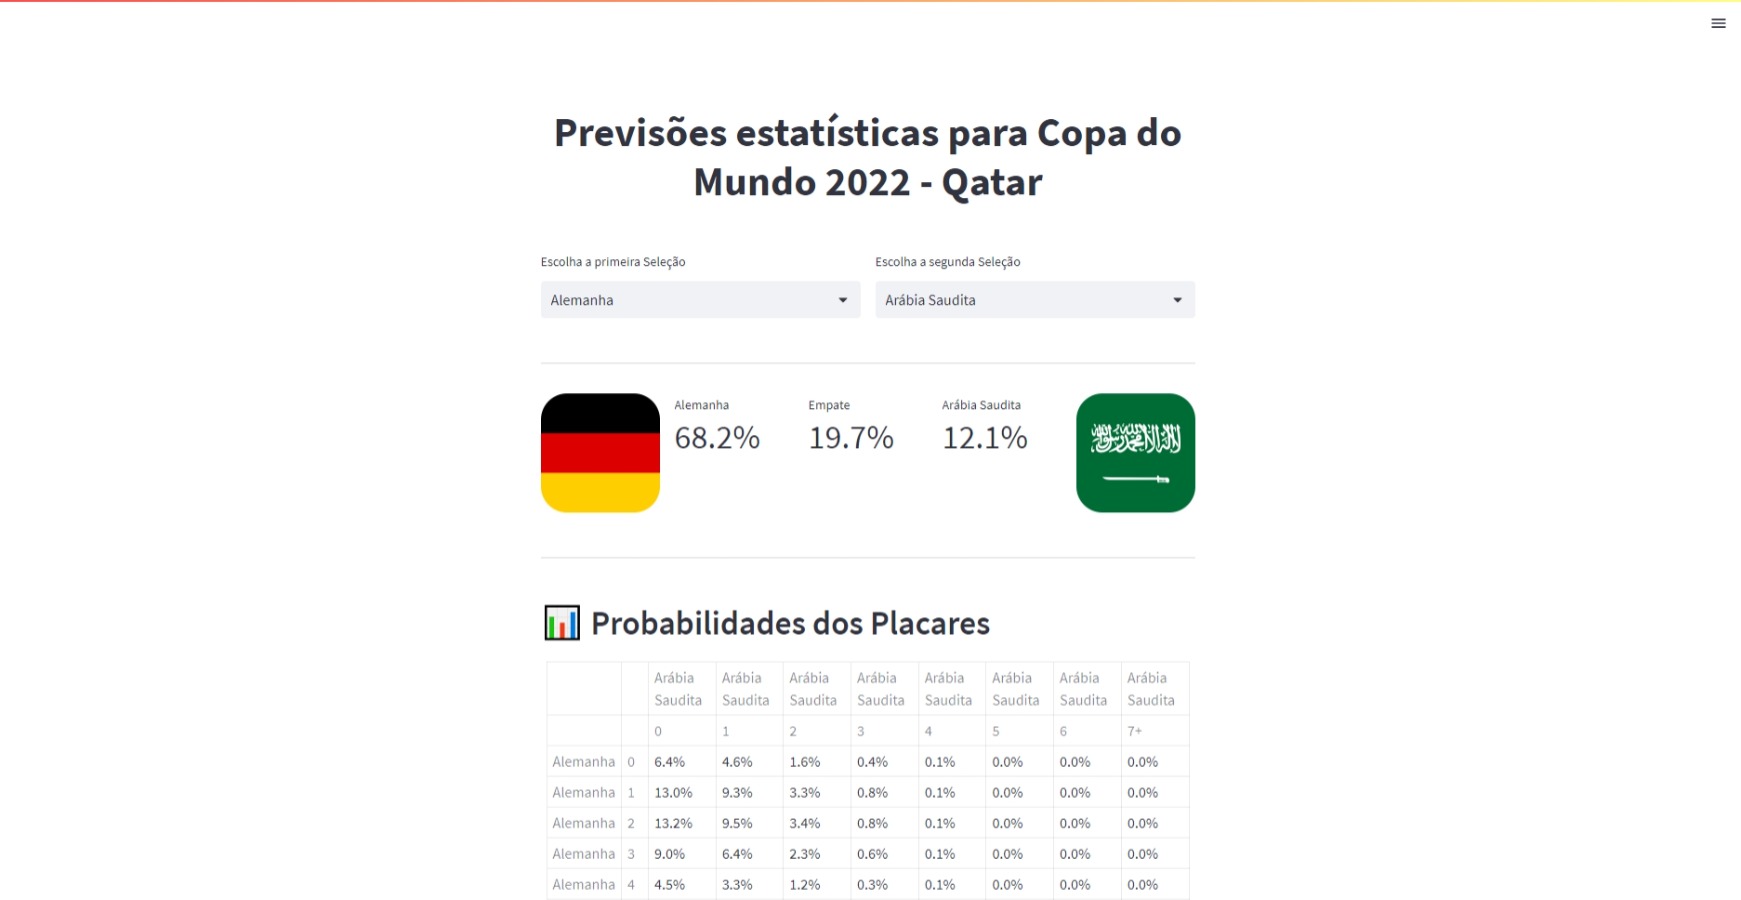 Previsões estatísticas para Copa do
Mundo 2022 - Qatar
Escolha a primeira Seleção
Escolha a segunda Seleção
Alemanha
Arábia Saudita
Alemanha
Empate
Arábia Saudita
68.2%
19.7%
12.1%
Probabilidades dos Placares
Arábia Saudita Arábia Saudita Arábia Saudita Arábia Saudita Arábia Saudita Arábia Saudita Arábia Saudita Arábia Saudita
0 1 2 3 4 5 6 7+
Alemanha 0 6.4% 4.6% 1.6% 0.4% 0.1% 0.0% 0.0% 0.0%
Alemanha 1 13.0% 9.3% 3.3% 0.8% 0.1% 0.0% 0.0% 0.0%
Alemanha 2 13.2% 9.5% 3.4% 0.8% 0.1% 0.0% 0.0% 0.0%
Alemanha 3 9.0% 6.4% 2.3% 0.6% 0.1% 0.0% 0.0% 0.0%
Alemanha 4 4.5% 3.3% 1.2% 0.3% 0.1% 0.0% 0.0% 0.0%